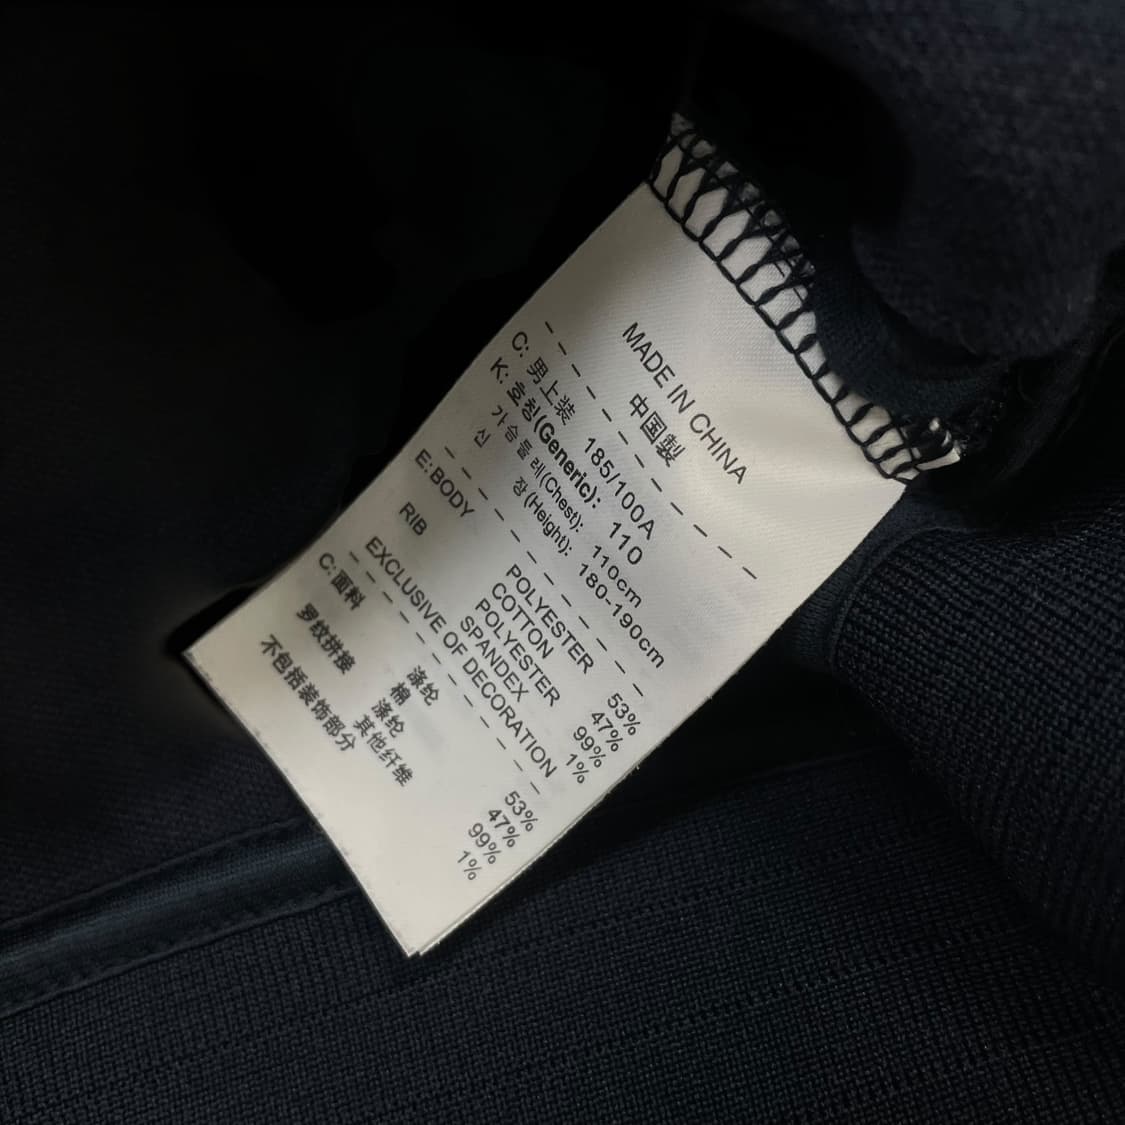 MADE IN CHINA
中国製
C: 男上装 185/100A
K: 호칭(Generic): 110
가슴둘레(Chest): 110cm
신 장(Height): 180-190cm
E:BODY POLYESTER 53%
COTTON 47%
RIB POLYESTER 99%
SPANDEX 1%
EXCLUSIVE OF DECORATION
C:面料 涤纶 53%
棉 47%
罗纹拼接 涤纶 99%
其他纤维 1%
不包括装饰部分